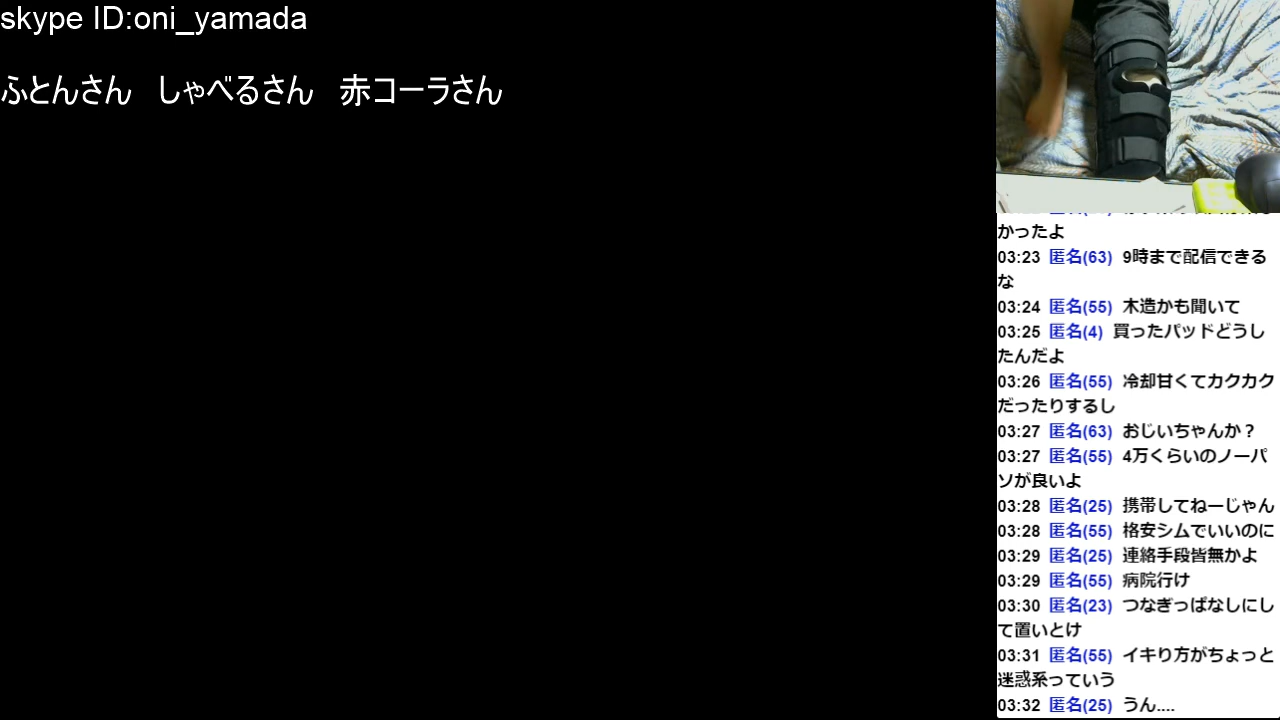 skype ID:oni_yamada
ふとんさん　しゃべるさん　赤コーラさん
かったよ
03:23 匿名(63) 9時まで配信できる
な
03:24 匿名(55) 木造かも聞いて
03:25 匿名(4) 買ったパッドどうし
たんだよ
03:26 匿名(55) 冷却甘くてカクカク
だったりするし
03:27 匿名(63) おじいちゃんか？
03:27 匿名(55) 4万くらいのノーパ
ソが良いよ
03:28 匿名(25) 携帯してねーじゃん
03:28 匿名(55) 格安シムでいいのに
03:29 匿名(25) 連絡手段皆無かよ
03:29 匿名(55) 病院行け
03:30 匿名(23) つなぎっぱなしにし
て置いとけ
03:31 匿名(55) イキり方がちょっと
迷惑系っていう
03:32 匿名(25) うん....